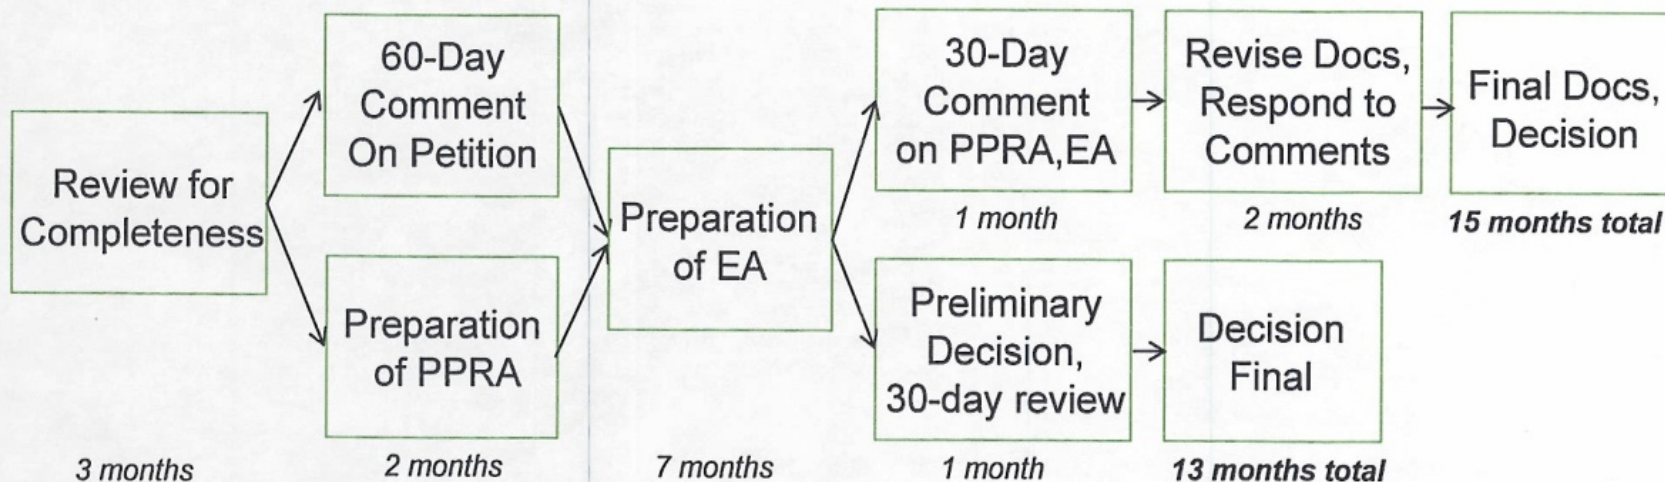 Review for
Completeness
3 months
60-Day
Comment
On Petition
Preparation
of PPRA
2 months
Preparation
of EA
7 months
30-Day
Comment
on PPRA,EA
1 month
Revise Docs,
Respond to
Comments
2 months
Final Docs,
Decision
15 months total
Preliminary
Decision,
30-day review
1 month
Decision
Final
13 months total